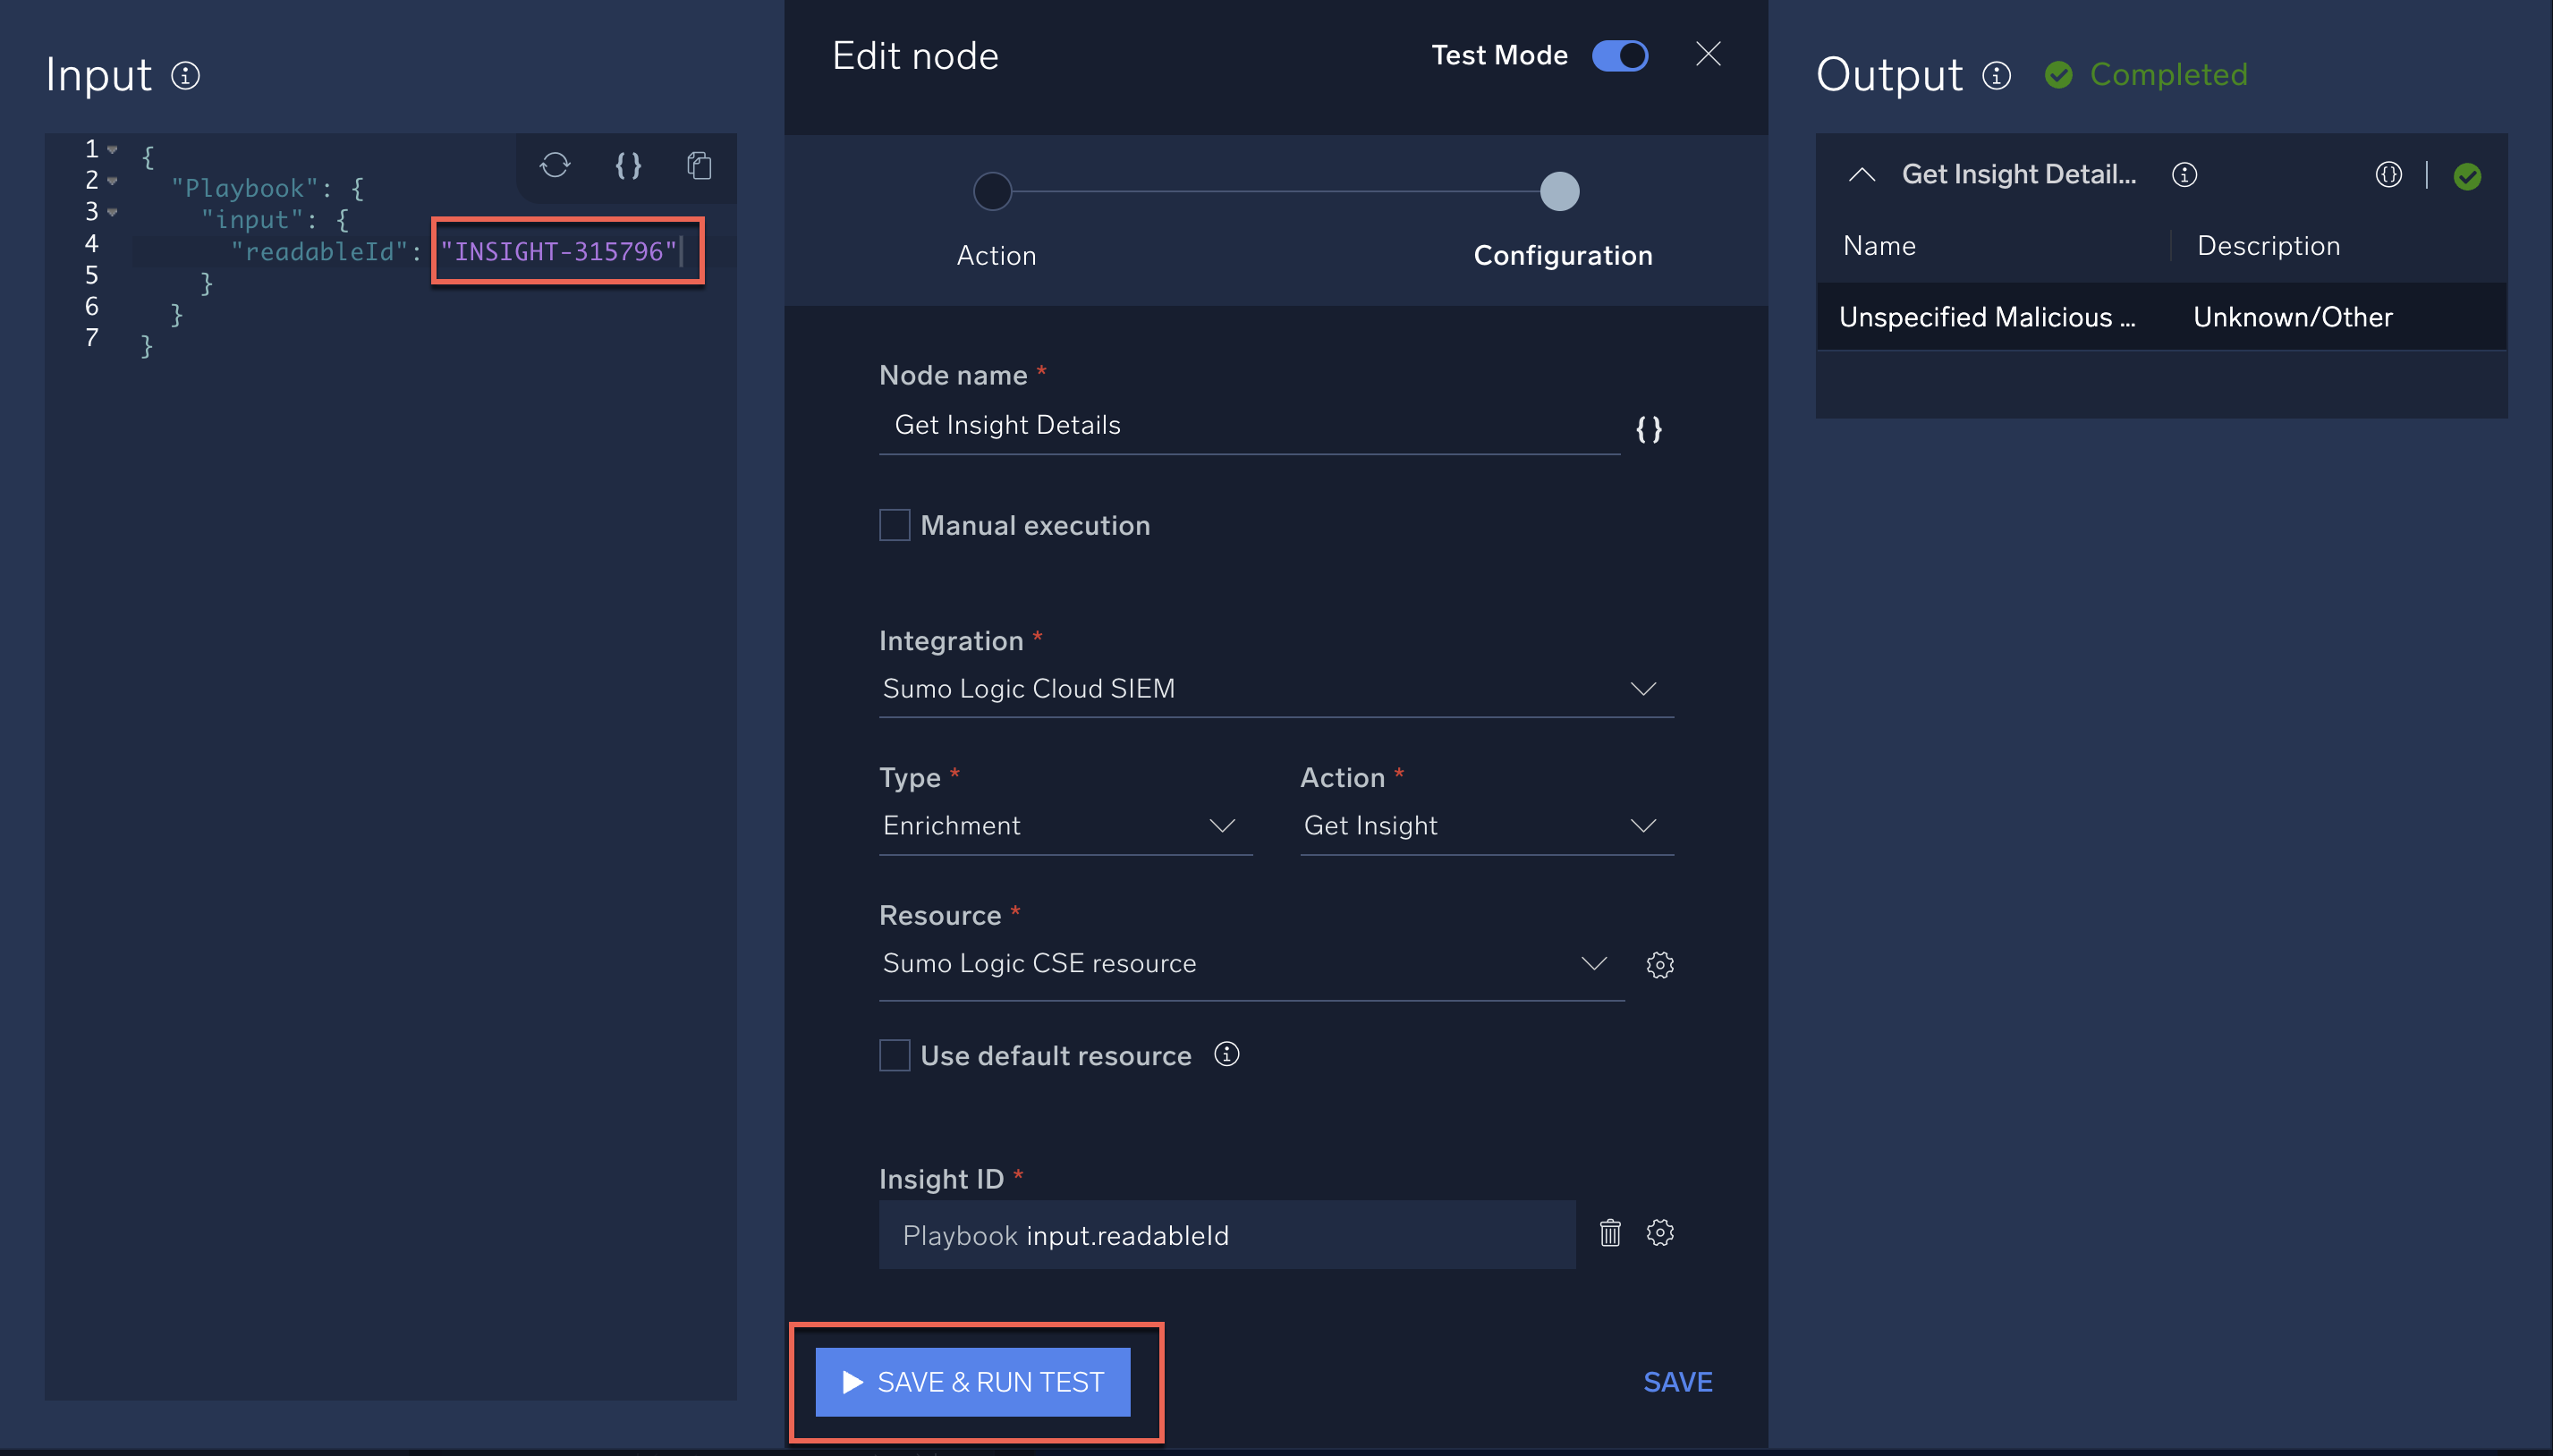 Input
1 {
2 "Playbook": {
3 "input": {
4 "readableId": "INSIGHT-315796"
5 }
6 }
7 }
Edit node
Test Mode
Action
Configuration
Node name *
Get Insight Details
{ }
Manual execution
Integration *
Sumo Logic Cloud SIEM
Type *
Action *
Enrichment
Get Insight
Resource *
Sumo Logic CSE resource
Use default resource
Insight ID *
Playbook input.readableId
SAVE & RUN TEST
SAVE
Output
Completed
Get Insight Detail...
Name
Description
Unspecified Malicious ...
Unknown/Other